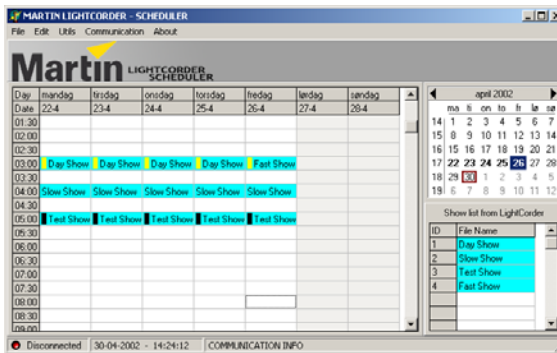 MARTIN LIGHTCORDER - SCHEDULER
File Edit Utils Communication About
Martin LIGHTCORDER
SCHEDULER
Day mandag tirsdag onsdag torsdag fredag lørdag søndag
Date 22-4 23-4 24-4 25-4 26-4 27-4 28-4
01:30
02:00
02:30
03:00 Day Show Day Show Day Show Day Show Fast Show
03:30
04:00 Slow Show Slow Show Slow Show Slow Show Slow Show
04:30
05:00 Test Show Test Show Test Show Test Show Test Show
05:30
06:00
06:30
07:00
07:30
08:00
08:30
09:00
april 2002
ma ti on to fr lø sø
14 1 2 3 4 5 6 7
15 8 9 10 11 12 13 14
16 15 16 17 18 19 20 21
17 22 23 24 25 26 27 28
18 29 30 1 2 3 4 5
19 6 7 8 9 10 11 12
Show list from LightCorder
ID File Name
1 Day Show
2 Slow Show
3 Test Show
4 Fast Show
Disconnected 30-04-2002 - 14:24:12 COMMUNICATION INFO